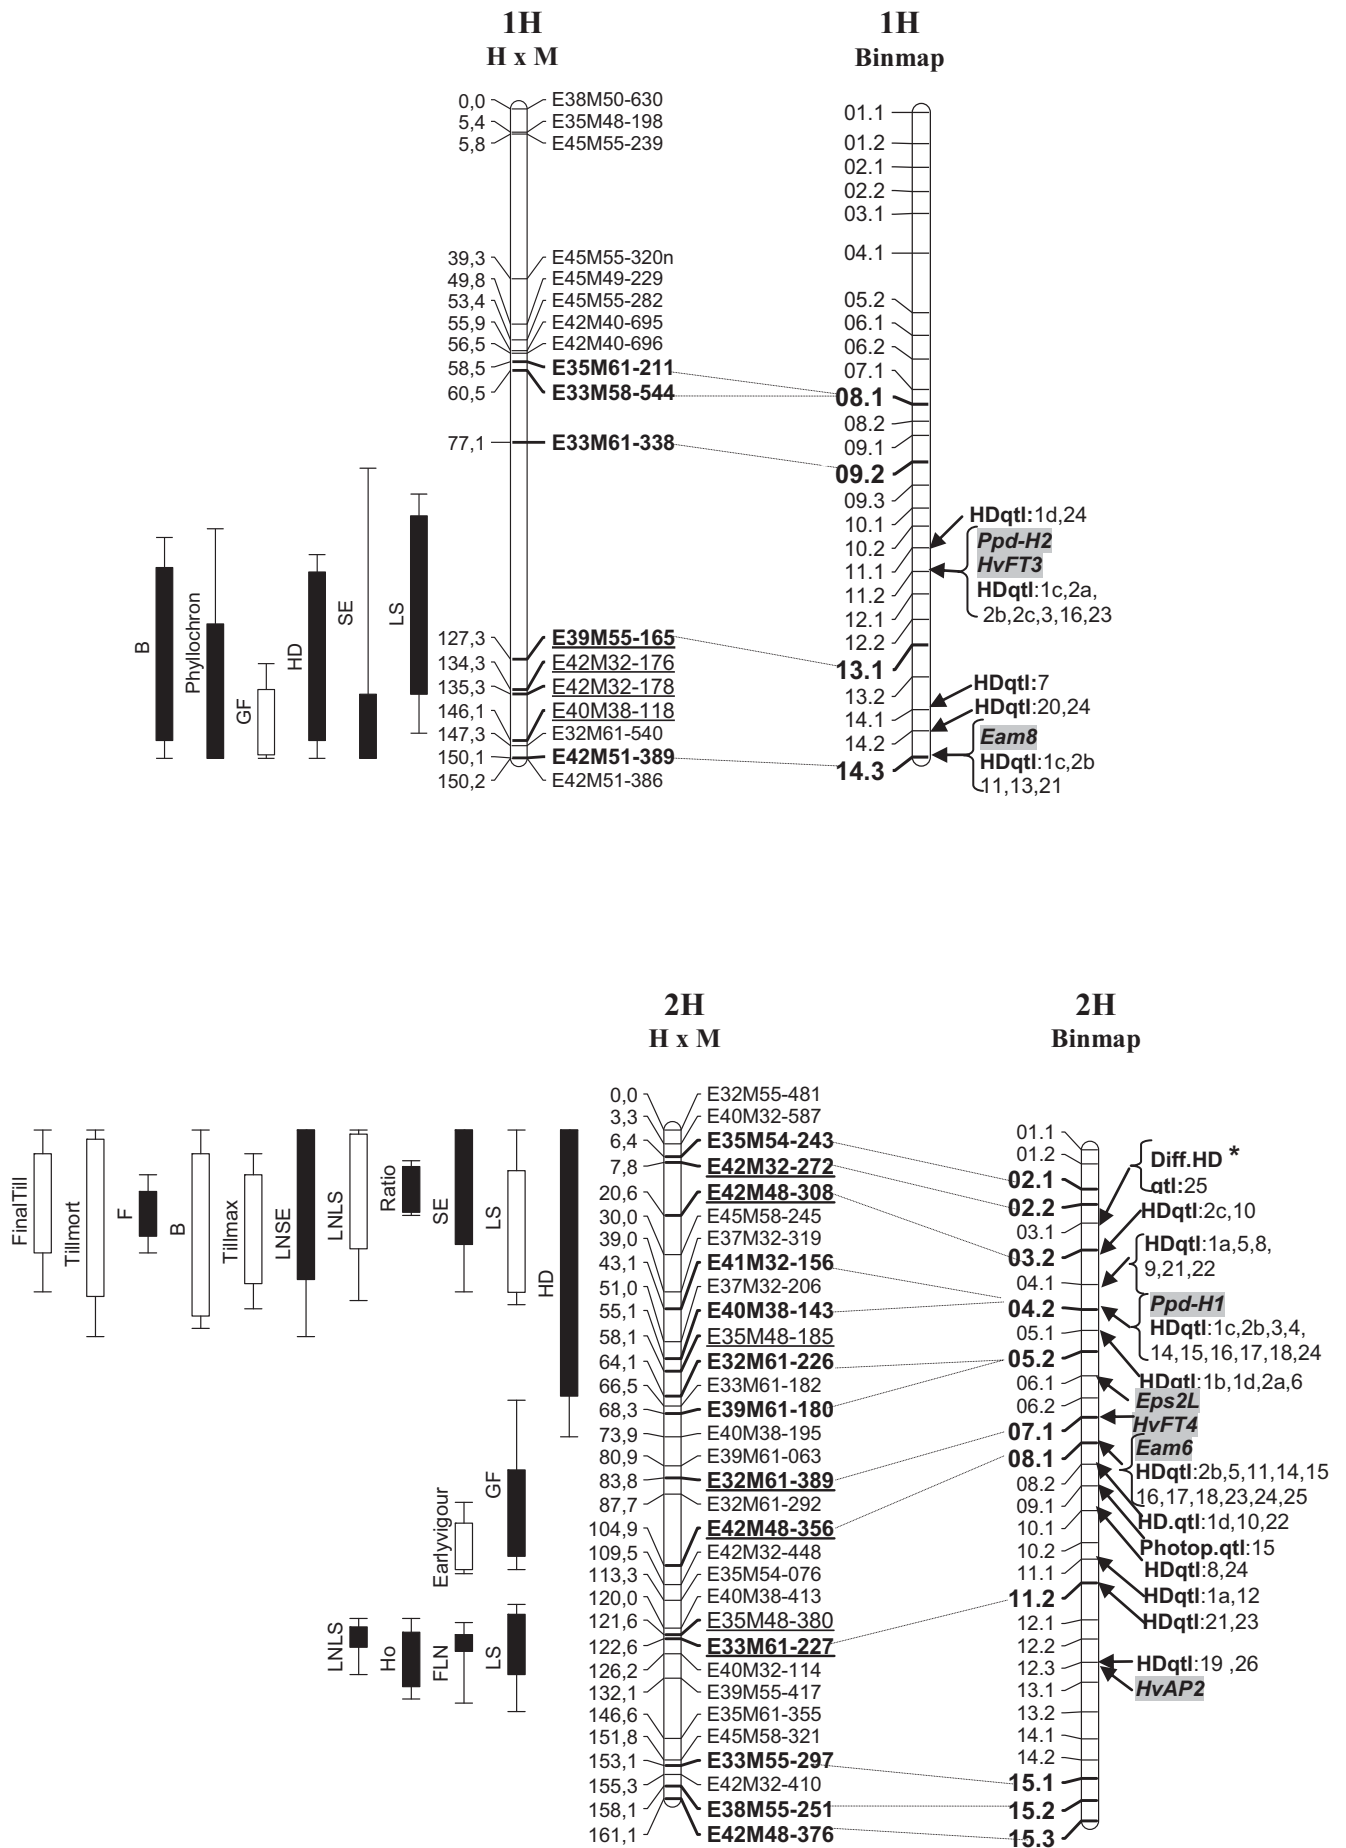 1H
H x M
0,0 E38M50-630
5,4 E35M48-198
5,8 E45M55-239
39,3 E45M55-320n
49,8 E45M49-229
53,4 E45M55-282
55,9 E42M40-695
56,5 E42M40-696
58,5 E35M61-211
60,5 E33M58-544
77,1 E33M61-338
127,3 E39M55-165
134,3 E42M32-176
135,3 E42M32-178
146,1 E40M38-118
147,3 E32M61-540
150,1 E42M51-389
150,2 E42M51-386
B
Phyllochron
GF
HD
SE
LS
1H
Binmap
01.1
01.2
02.1
02.2
03.1
04.1
05.2
06.1
06.2
07.1
08.1
08.2
09.1
09.2
09.3
10.1
10.2
11.1
11.2
12.1
12.2
13.1
13.2
14.1
14.2
14.3
HDqtl:1d,24
Ppd-H2
HvFT3
HDqtl:1c,2a,
2b,2c,3,16,23
HDqtl:7
HDqtl:20,24
Eam8
HDqtl:1c,2b
11,13,21
2H
H x M
0,0 E32M55-481
3,3 E40M32-587
6,4 E35M54-243
7,8 E42M32-272
20,6 E42M48-308
30,0 E45M58-245
39,0 E37M32-319
43,1 E41M32-156
51,0 E37M32-206
55,1 E40M38-143
58,1 E35M48-185
64,1 E32M61-226
66,5 E33M61-182
68,3 E39M61-180
73,9 E40M38-195
80,9 E39M61-063
83,8 E32M61-389
87,7 E32M61-292
104,9 E42M48-356
109,5 E42M32-448
113,3 E35M54-076
120,0 E40M38-413
121,6 E35M48-380
122,6 E33M61-227
126,2 E40M32-114
132,1 E39M55-417
146,6 E35M61-355
151,8 E45M58-321
153,1 E33M55-297
155,3 E42M32-410
158,1 E38M55-251
161,1 E42M48-376
FinalTill
Tillmort
F
B
Tillmax
LNSE
LNLS
Ratio
SE
LS
HD
GF
Earlyvigour
LNLS
Ho
FLN
LS
2H
Binmap
01.1
01.2
02.1
02.2
03.1
03.2
04.1
04.2
05.1
05.2
06.1
06.2
07.1
08.1
08.2
09.1
10.1
10.2
11.1
11.2
12.1
12.2
12.3
13.1
13.2
14.1
14.2
15.1
15.2
15.3
Diff.HD *
qtl:25
HDqtl:2c,10
HDqtl:1a,5,8,
9,21,22
Ppd-H1
HDqtl:1c,2b,3,4,
14,15,16,17,18,24
HDqtl:1b,1d,2a,6
Eps2L
HvFT4
Eam6
HDqtl:2b,5,11,14,15
16,17,18,23,24,25
HD.qtl:1d,10,22
Photop.qtl:15
HDqtl:8,24
HDqtl:1a,12
HDqtl:21,23
HDqtl:19 ,26
HvAP2